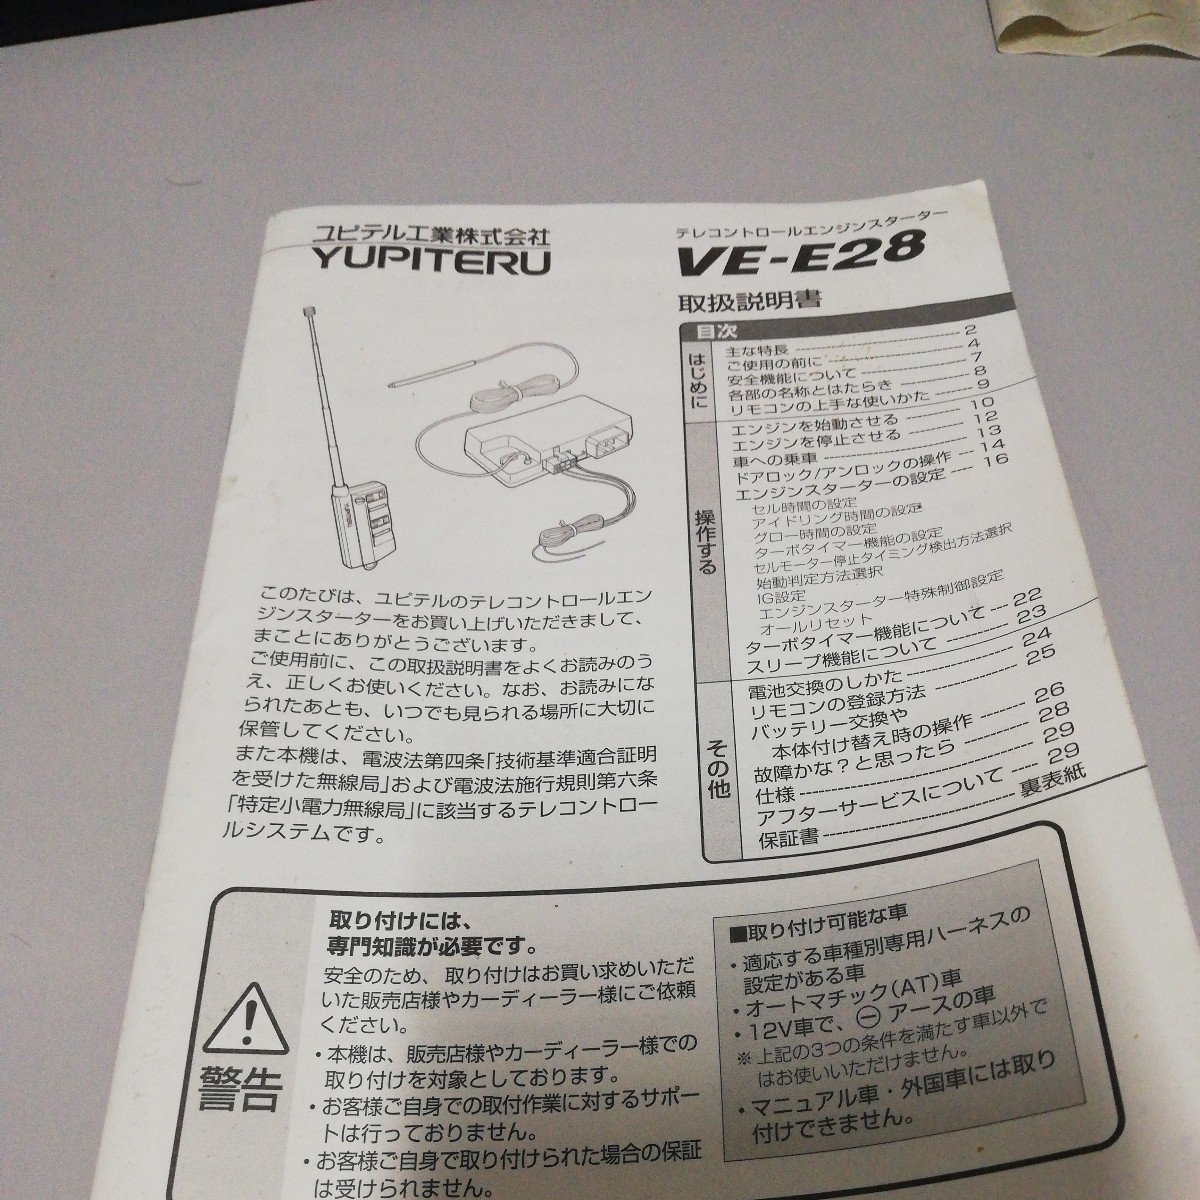 ユピテル工業株式会社
YUPITERU
テレコントロールエンジンスターター
VE-E28
取扱説明書
目次
はじめに
主な特長 2
ご使用の前に 4
安全機能について 7
各部の名称とはたらき 8
リモコンの上手な使いかた 9
操作する
エンジンを始動させる 10
エンジンを停止させる 12
車への乗車 13
ドアロック/アンロックの操作 14
エンジンスターターの設定 16
セル時間の設定
アイドリング時間の設定
グロー時間の設定
ターボタイマー機能の設定
セルモーター停止タイミング検出方法選択
始動判定方法選択
IG設定
エンジンスターター特殊制御設定
オールリセット
ターボタイマー機能について 22
スリープ機能について 23
その他
電池交換のしかた 24
リモコンの登録方法 25
バッテリー交換や
本体付け替え時の操作 26
故障かな?と思ったら 28
仕様 29
アフターサービスについて 29
保証書 裏表紙
このたびは、ユピテルのテレコントロールエン
ジンスターターをお買い上げいただきまして、
まことにありがとうございます。
ご使用前に、この取扱説明書をよくお読みのう
え、正しくお使いください。なお、お読みにな
られたあとも、いつでも見られる場所に大切に
保管してください。
また本機は、電波法第四条「技術基準適合証明
を受けた無線局」および電波法施行規則第六条
「特定小電力無線局」に該当するテレコントロー
ルシステムです。
警告
取り付けには、
専門知識が必要です。
安全のため、取り付けはお買い求めいただ
いた販売店様やカーディーラー様にご依頼
ください。
・本機は、販売店様やカーディーラー様での
取り付けを対象としております。
・お客様ご自身での取付作業に対するサポー
トは行っておりません。
・お客様ご自身で取り付けられた場合の保証
は受けられません。
■取り付け可能な車
・適応する車種別専用ハーネスの
設定がある車
・オートマチック(AT)車
・12V車で、⊖アースの車
※上記の3つの条件を満たす車以外で
はお使いいただけません。
・マニュアル車・外国車には取り
付けできません。